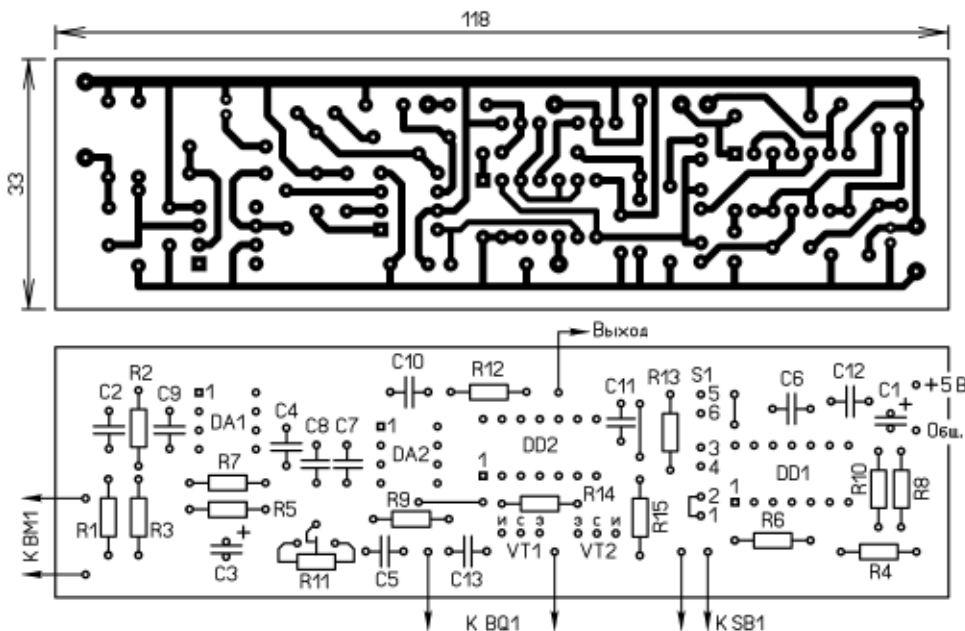 118
33
Выход
C10
R12
R2
C2
C9
1
DA1
C4
C8
C7
1
DA2
DD2
1
C11
R13
S1
5
6
3
4
2
1
C6
C12
C1
+
+5 В
Общ.
DD1
1
R10
R8
R7
R5
R1
R3
К ВМ1
C3
+
R11
R9
C5
C13
R14
и с з
VT1
з с и
VT2
R15
R6
R4
К BQ1
К SB1